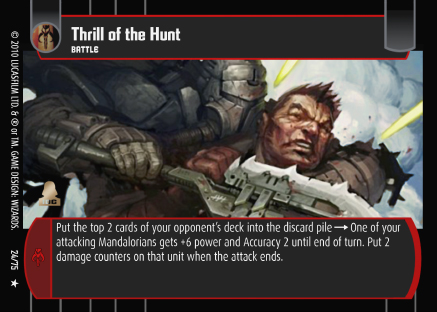 Thrill of the Hunt
BATTLE
Put the top 2 cards of your opponent's deck into the discard pile → One of your
attacking Mandalorians gets +6 power and Accuracy 2 until end of turn. Put 2
damage counters on that unit when the attack ends.
© 2010 LUCASFILM LTD. & ® or TM. GAME DESIGN: WIZARDS. 24/75 ★